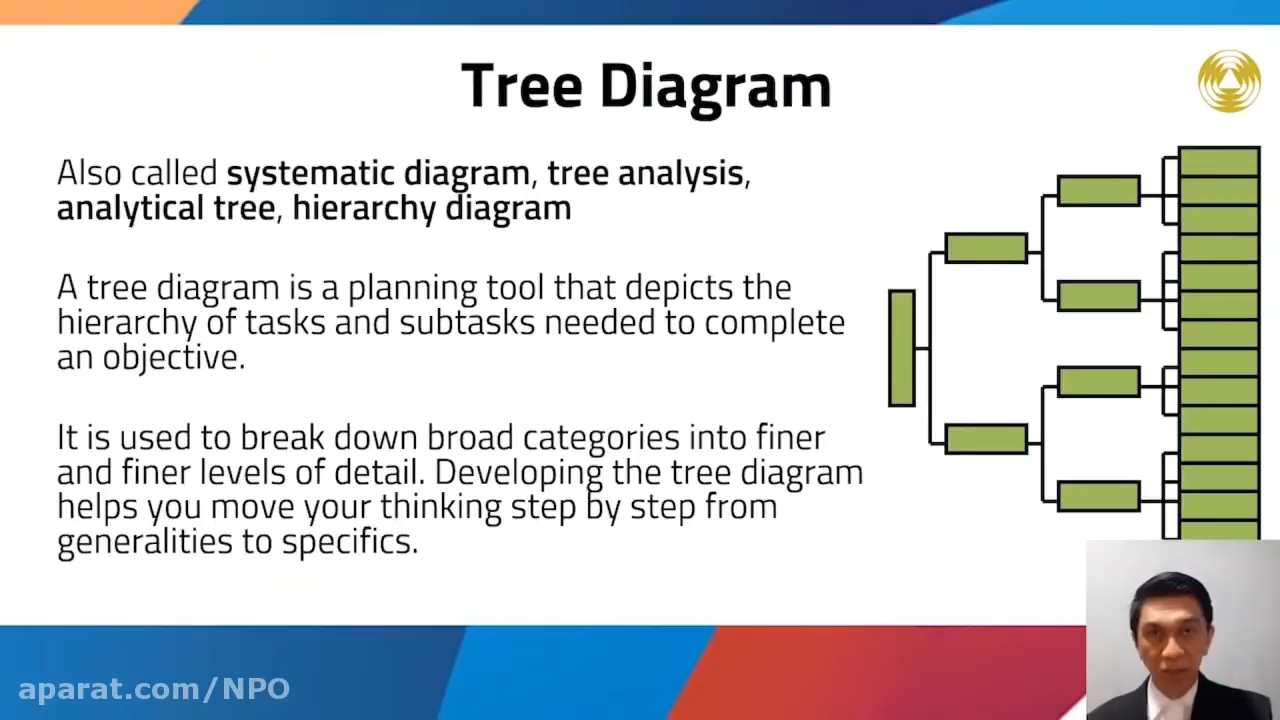 Tree Diagram
Also called systematic diagram, tree analysis,
analytical tree, hierarchy diagram
A tree diagram is a planning tool that depicts the
hierarchy of tasks and subtasks needed to complete
an objective.
It is used to break down broad categories into finer
and finer levels of detail. Developing the tree diagram
helps you move your thinking step by step from
generalities to specifics.
aparat.com/NPO